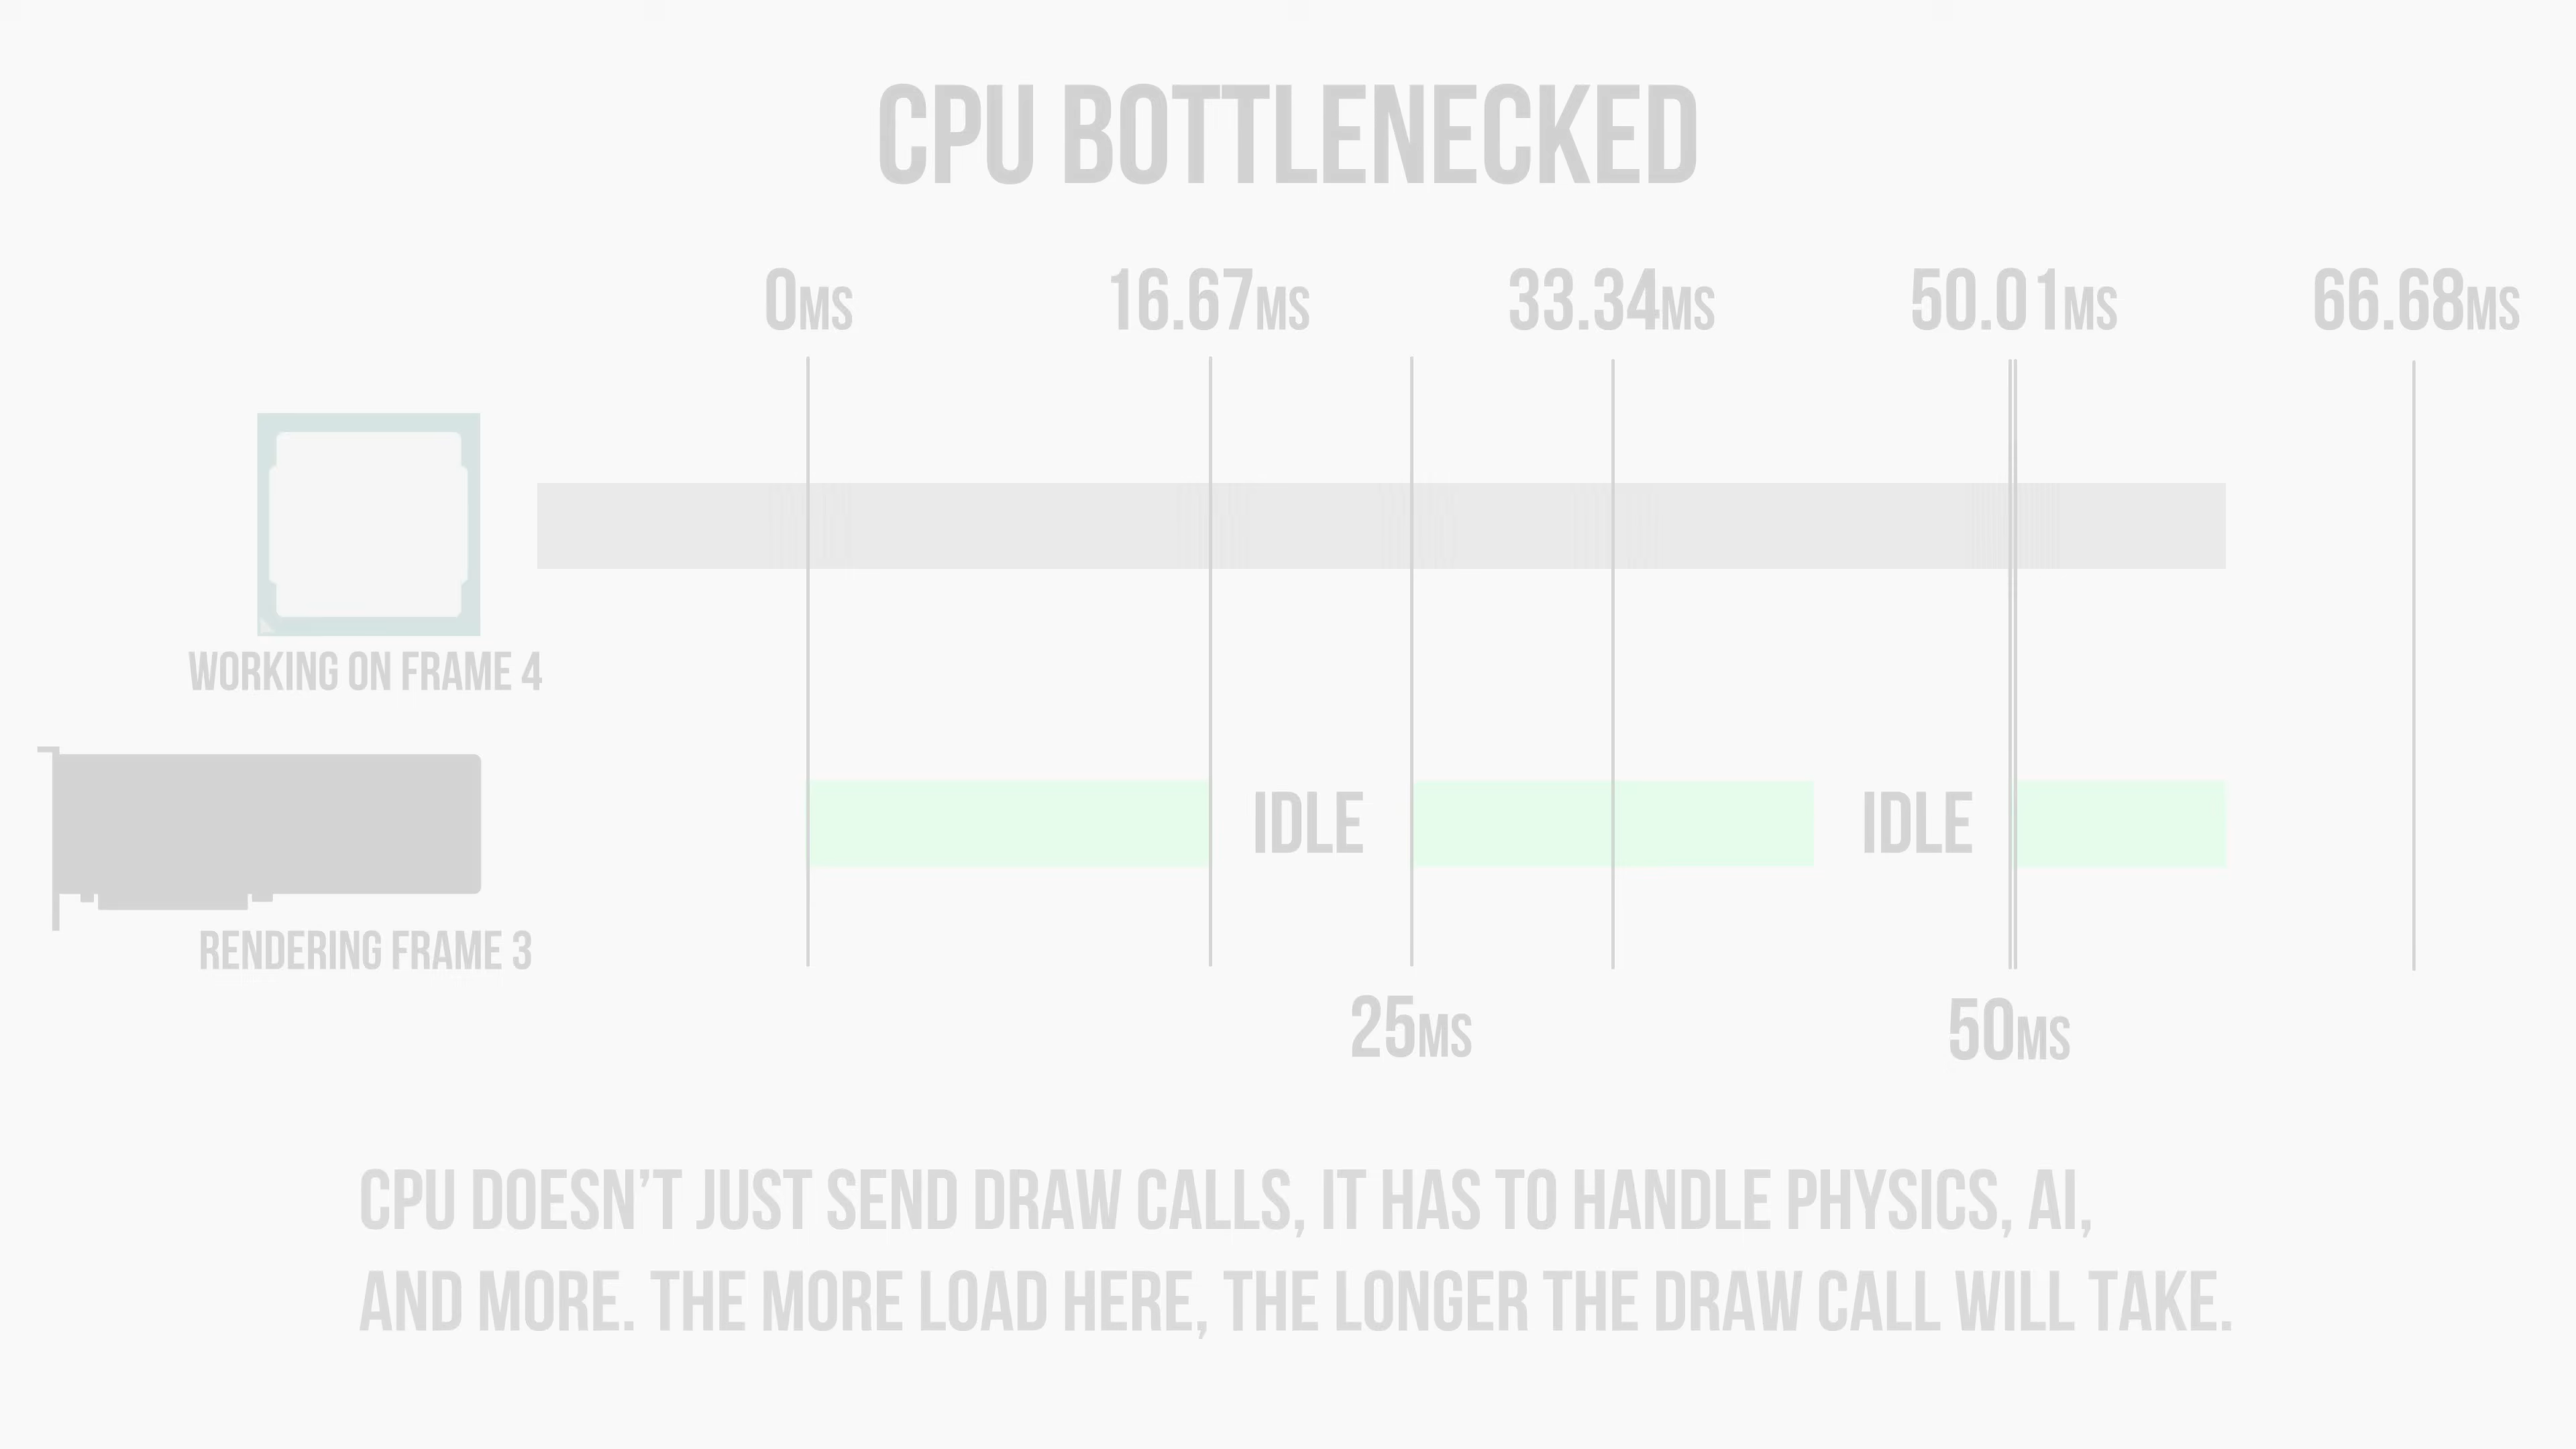 CPU BOTTLENECKED
0MS 16.67MS 33.34MS 50.01MS 66.68MS
WORKING ON FRAME 4
IDLE IDLE
RENDERING FRAME 3
25MS 50MS
CPU DOESN'T JUST SEND DRAW CALLS, IT HAS TO HANDLE PHYSICS, AI,
AND MORE. THE MORE LOAD HERE, THE LONGER THE DRAW CALL WILL TAKE.